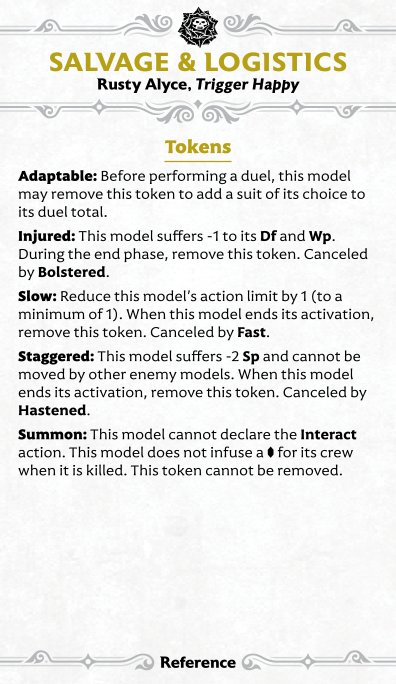 SALVAGE & LOGISTICS
Rusty Alyce, Trigger Happy
Tokens
Adaptable: Before performing a duel, this model
may remove this token to add a suit of its choice to
its duel total.
Injured: This model suffers -1 to its Df and Wp.
During the end phase, remove this token. Canceled
by Bolstered.
Slow: Reduce this model's action limit by 1 (to a
minimum of 1). When this model ends its activation,
remove this token. Canceled by Fast.
Staggered: This model suffers -2 Sp and cannot be
moved by other enemy models. When this model
ends its activation, remove this token. Canceled by
Hastened.
Summon: This model cannot declare the Interact
action. This model does not infuse a for its crew
when it is killed. This token cannot be removed.
Reference